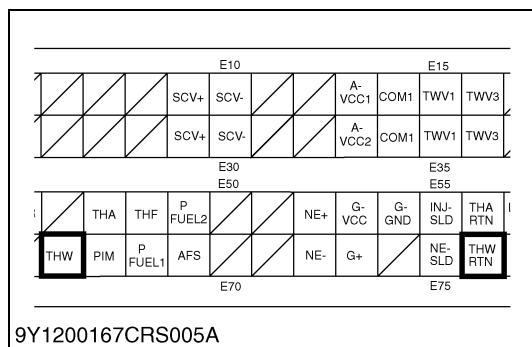 E10 E15
SCV+ SCV- A-VCC1 COM1 TWV1 TWV3
SCV+ SCV- A-VCC2 COM1 TWV1 TWV3
E30 E35
E50 E55
THA THF P FUEL2 NE+ G-VCC G-GND INJ-SLD THA RTN
THW PIM P FUEL1 AFS NE- G+ NE-SLD THW RTN
E70 E75
9Y1200167CRS005A